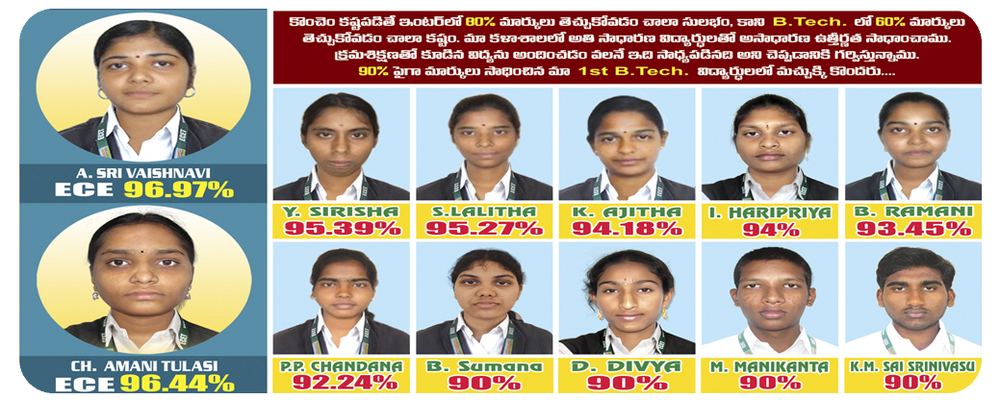 కొంచెం కష్టపడితే ఇంటర్‌లో 80% మార్కులు తెచ్చుకోవడం చాలా సులభం, కాని B.Tech. లో 60% మార్కులు
తెచ్చుకోవడం చాలా కష్టం. మా కళాశాలలో అతి సాధారణ విద్యార్థులతో అసాధారణ ఉత్తీర్ణత సాధించాము.
క్రమశిక్షణతో కూడిన విద్యను అందించడం వలనే ఇది సాధ్యపడినది అని చెప్పడానికి గర్విస్తున్నాము.
90% పైగా మార్కులు సాధించిన మా 1st B.Tech. విద్యార్థులలో మచ్చుక్కి కొందరు....
A. SRI VAISHNAVI
ECE 96.97%
CH. AMANI TULASI
ECE 96.44%
Y. SIRISHA
95.39%
S.LALITHA
95.27%
K. AJITHA
94.18%
I. HARIPRIYA
94%
B. RAMANI
93.45%
P.P. CHANDANA
92.24%
B. Sumana
90%
D. DIVYA
90%
M. MANIKANTA
90%
K.M. SAI SRINIVASU
90%